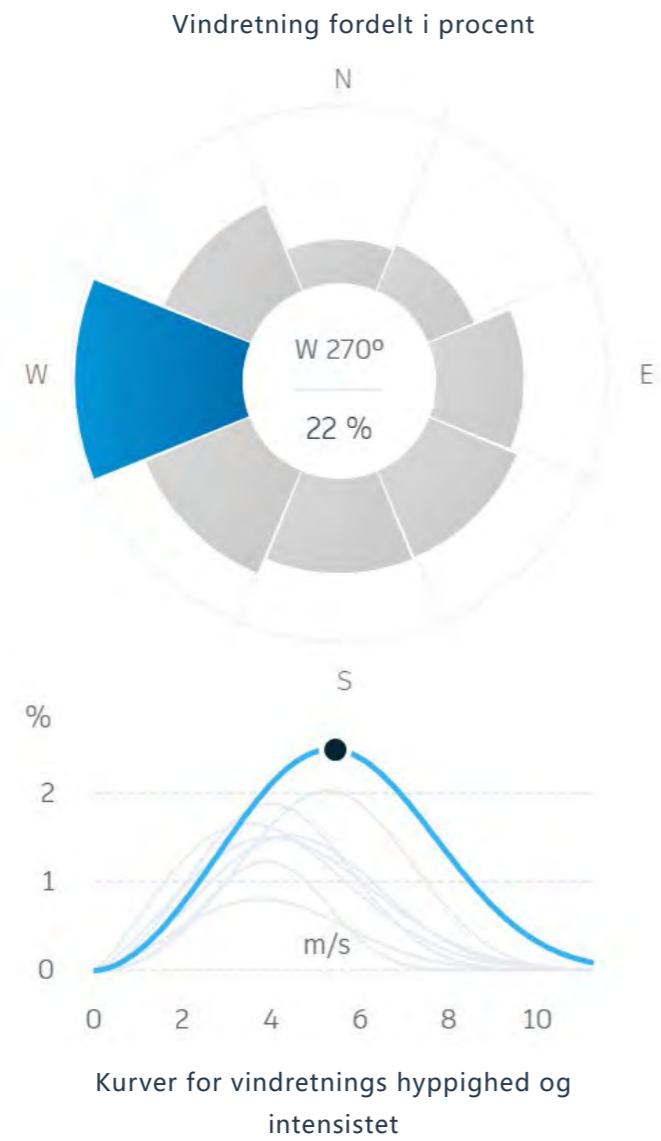 Vindretning fordelt i procent
N
W 270º
W
E
22 %
S
%
2
1
m/s
0
0 2 4 6 8 10
Kurver for vindretnings hyppighed og
intensistet